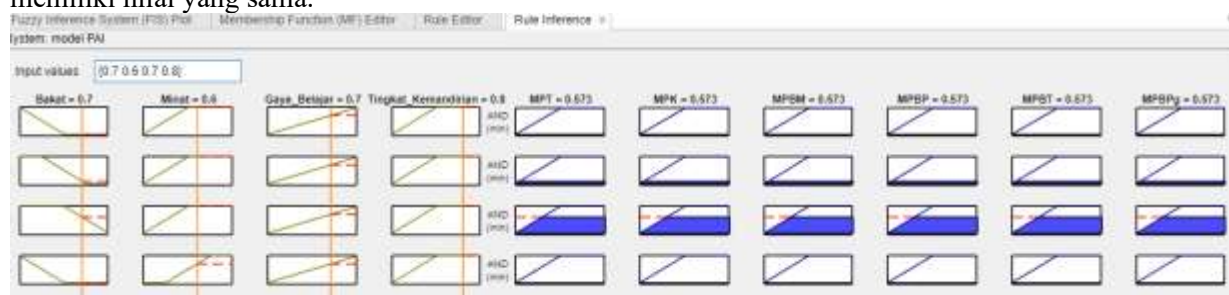 memiliki nilai yang sama.
Fuzzy Inference System (FIS) Plot Membership Function (MF) Editor Rule Editor Rule Inference ×
System: model PAI
Input values [0.7 0.6 0.7 0.8]
Bakat = 0.7 Minat = 0.6 Gaya_Belajar = 0.7 Tingkat_Kemandirian = 0.8 MPT = 0.573 MPK = 0.573 MPBM = 0.573 MPBP = 0.573 MPBT = 0.573 MPBPg = 0.573
AND
(min)
AND
(min)
AND
(min)
AND
(min)